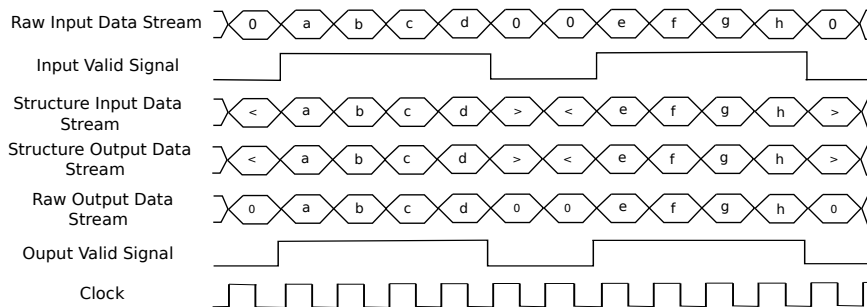 Raw Input Data Stream 0 a b c d 0 0 e f g h 0
Input Valid Signal
Structure Input Data
Stream
< a b c d > < e f g h >
Structure Output Data
Stream
< a b c d > < e f g h >
Raw Output Data
Stream
0 a b c d 0 0 e f g h 0
Ouput Valid Signal
Clock